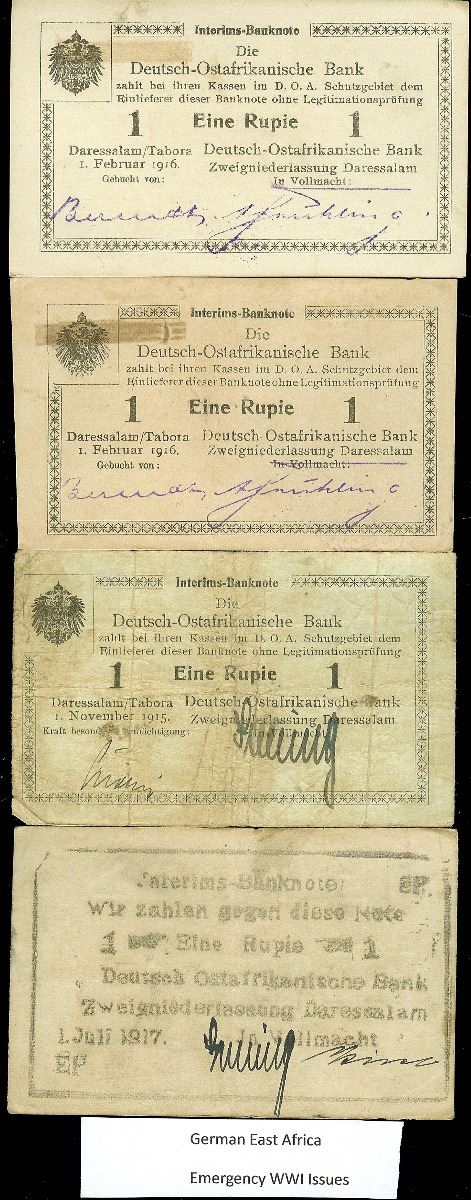 Interims-Banknote
Die
Deutsch-Ostafrikanische Bank
zahlt bei ihren Kassen im D. O. A. Schutzgebiet dem
Einlieferer dieser Banknote ohne Legitimationsprüfung
1 Eine Rupie 1
Daressalam/Tabora Deutsch-Ostafrikanische Bank
1. Februar 1916. Zweigniederlassung Daressalam
Gebucht von: In Vollmacht:
Interims-Banknote
Die
Deutsch-Ostafrikanische Bank
zahlt bei ihren Kassen im D. O. A. Schutzgebiet dem
Einlieferer dieser Banknote ohne Legitimationsprüfung
1 Eine Rupie 1
Daressalam/Tabora Deutsch-Ostafrikanische Bank
1. Februar 1916. Zweigniederlassung Daressalam
Gebucht von: In Vollmacht:
Interims-Banknote
Die
Deutsch-Ostafrikanische Bank
zahlt bei ihren Kassen im D. O. A. Schutzgebiet dem
Einlieferer dieser Banknote ohne Legitimationsprüfung
1 Eine Rupie 1
Daressalam/Tabora Deutsch-Ostafrikanische Bank
1. November 1915. Zweigniederlassung Daressalam
Kraft
Interims-Banknote EP.
Wir zahlen gegen diese Note
1 Eine Rupie 1
Deutsch Ostafrikanische Bank
Zweigniederlassung Daressalam
1. Juli 1917. In Vollmacht
EP
German East Africa
Emergency WWI Issues